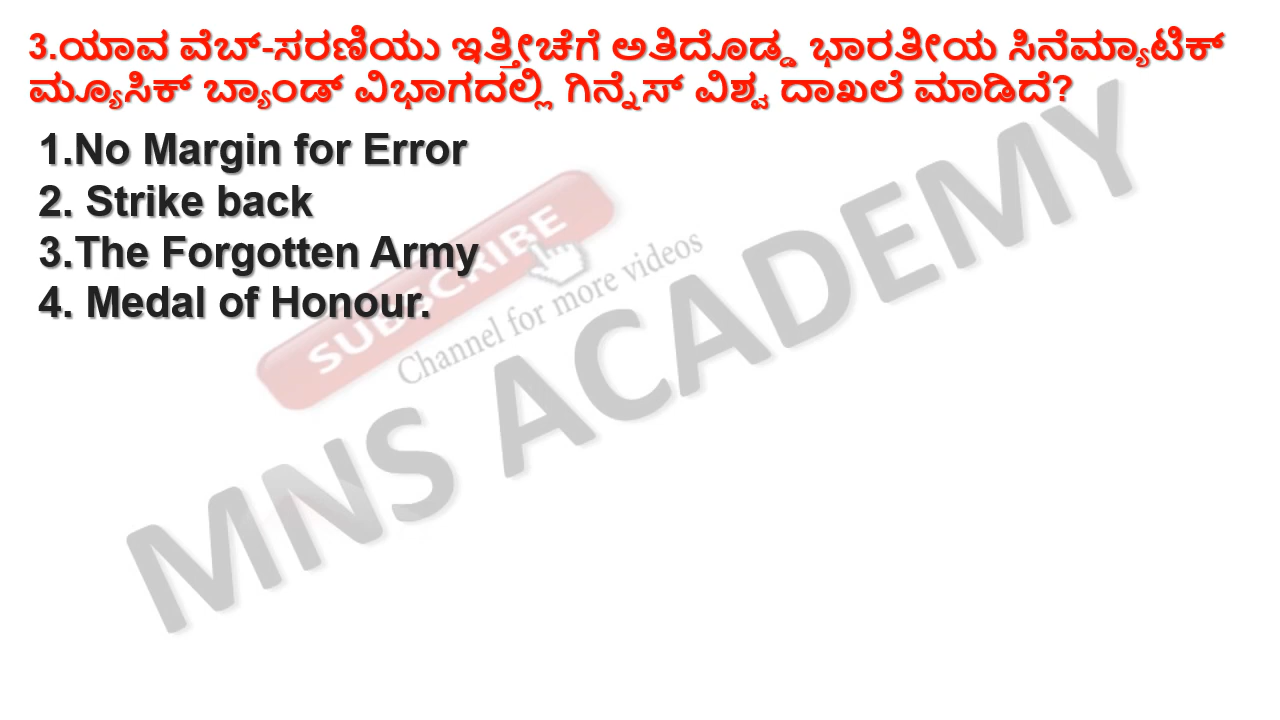 3.ಯಾವ ವೆಬ್-ಸರಣಿಯು ಇತ್ತೀಚೆಗೆ ಅತಿದೊಡ್ಡ ಭಾರತೀಯ ಸಿನೆಮ್ಯಾಟಿಕ್
ಮ್ಯೂಸಿಕ್ ಬ್ಯಾಂಡ್ ವಿಭಾಗದಲ್ಲಿ ಗಿನ್ನೆಸ್ ವಿಶ್ವ ದಾಖಲೆ ಮಾಡಿದೆ?
1.No Margin for Error
2. Strike back
3.The Forgotten Army
4. Medal of Honour.
SUBSCRIBE
Channel for more videos
MNS ACADEMY